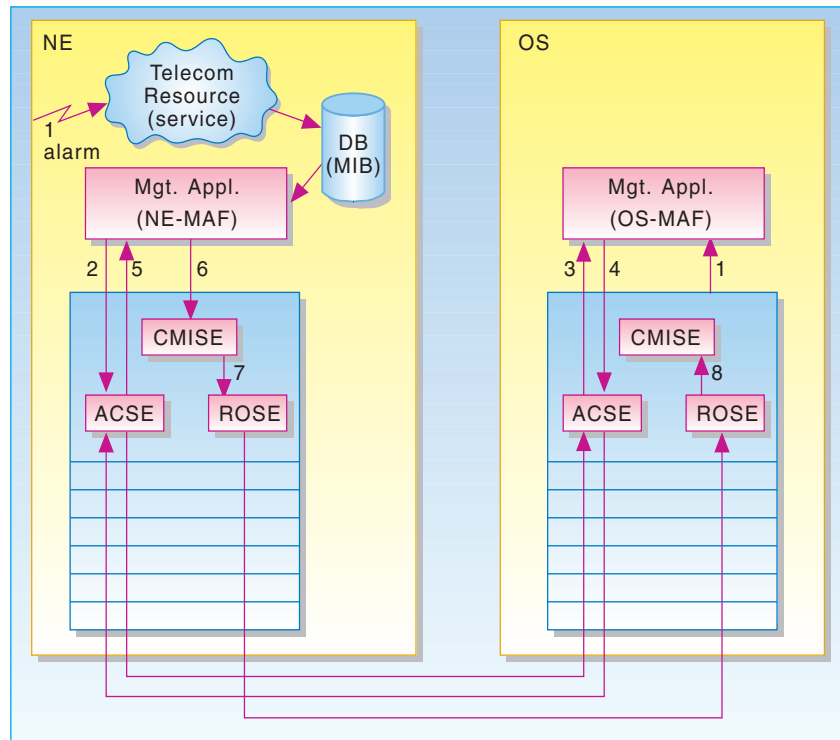 NE
Telecom
Resource
(service)
1
alarm
DB
(MIB)
Mgt. Appl.
(NE-MAF)
2
5
6
CMISE
7
ACSE
ROSE
OS
Mgt. Appl.
(OS-MAF)
3
4
1
CMISE
8
ACSE
ROSE